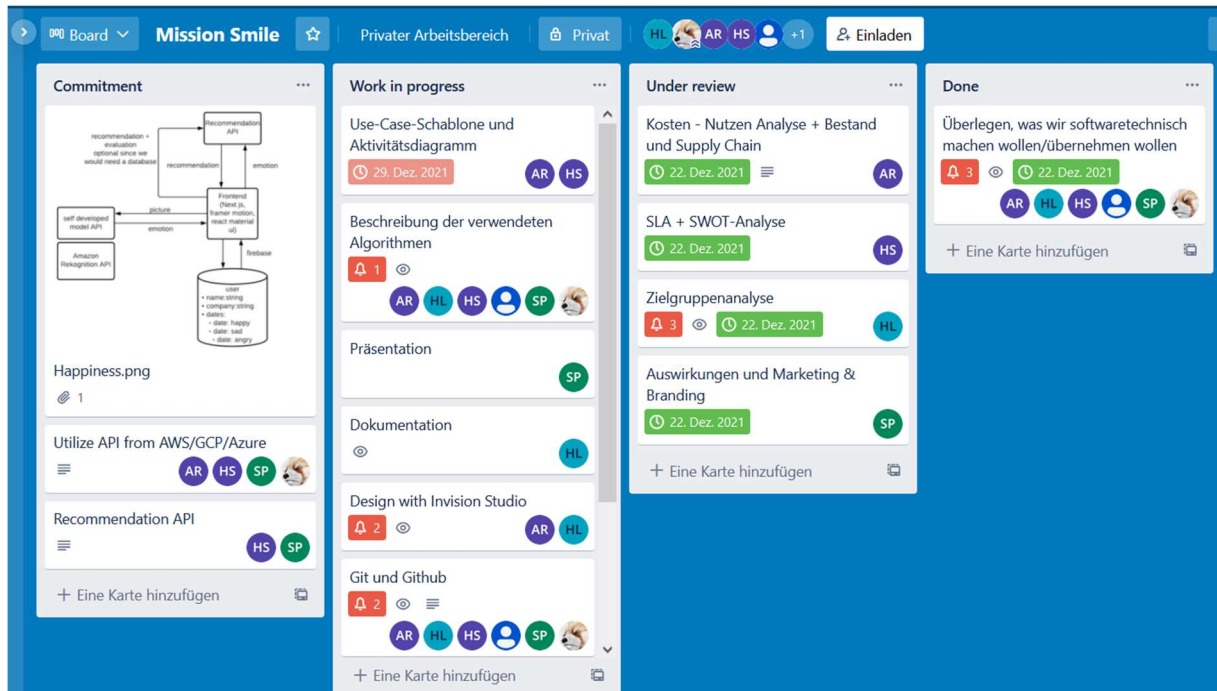 Board
Mission Smile
Privater Arbeitsbereich
Privat
HL
AR
HS
+1
Einladen
Commitment
Recommendation
API
recommendation +
evaluation
optional since we
would need a database
recommendation
emotion
Frontend
(Next js,
framer motion,
react material
ui)
picture
emotion
self developed
model API
Amazon
Rekognition API
firebase
user
• name:string
• company:string
• dates:
- date: happy
- date: sad
- date: angry
Happiness.png
1
Utilize API from AWS/GCP/Azure
AR HS SP
Recommendation API
HS SP
+ Eine Karte hinzufügen
Work in progress
Use-Case-Schablone und
Aktivitätsdiagramm
29. Dez. 2021
AR HS
Beschreibung der verwendeten
Algorithmen
1
AR HL HS SP
Präsentation
SP
Dokumentation
HL
Design with Invision Studio
2
AR HL
Git und Github
2
AR HL HS SP
+ Eine Karte hinzufügen
Under review
Kosten - Nutzen Analyse + Bestand
und Supply Chain
22. Dez. 2021
AR
SLA + SWOT-Analyse
22. Dez. 2021
HS
Zielgruppenanalyse
3
22. Dez. 2021
HL
Auswirkungen und Marketing &
Branding
22. Dez. 2021
SP
+ Eine Karte hinzufügen
Done
Überlegen, was wir softwaretechnisch
machen wollen/übernehmen wollen
3
22. Dez. 2021
AR HL HS SP
+ Eine Karte hinzufügen